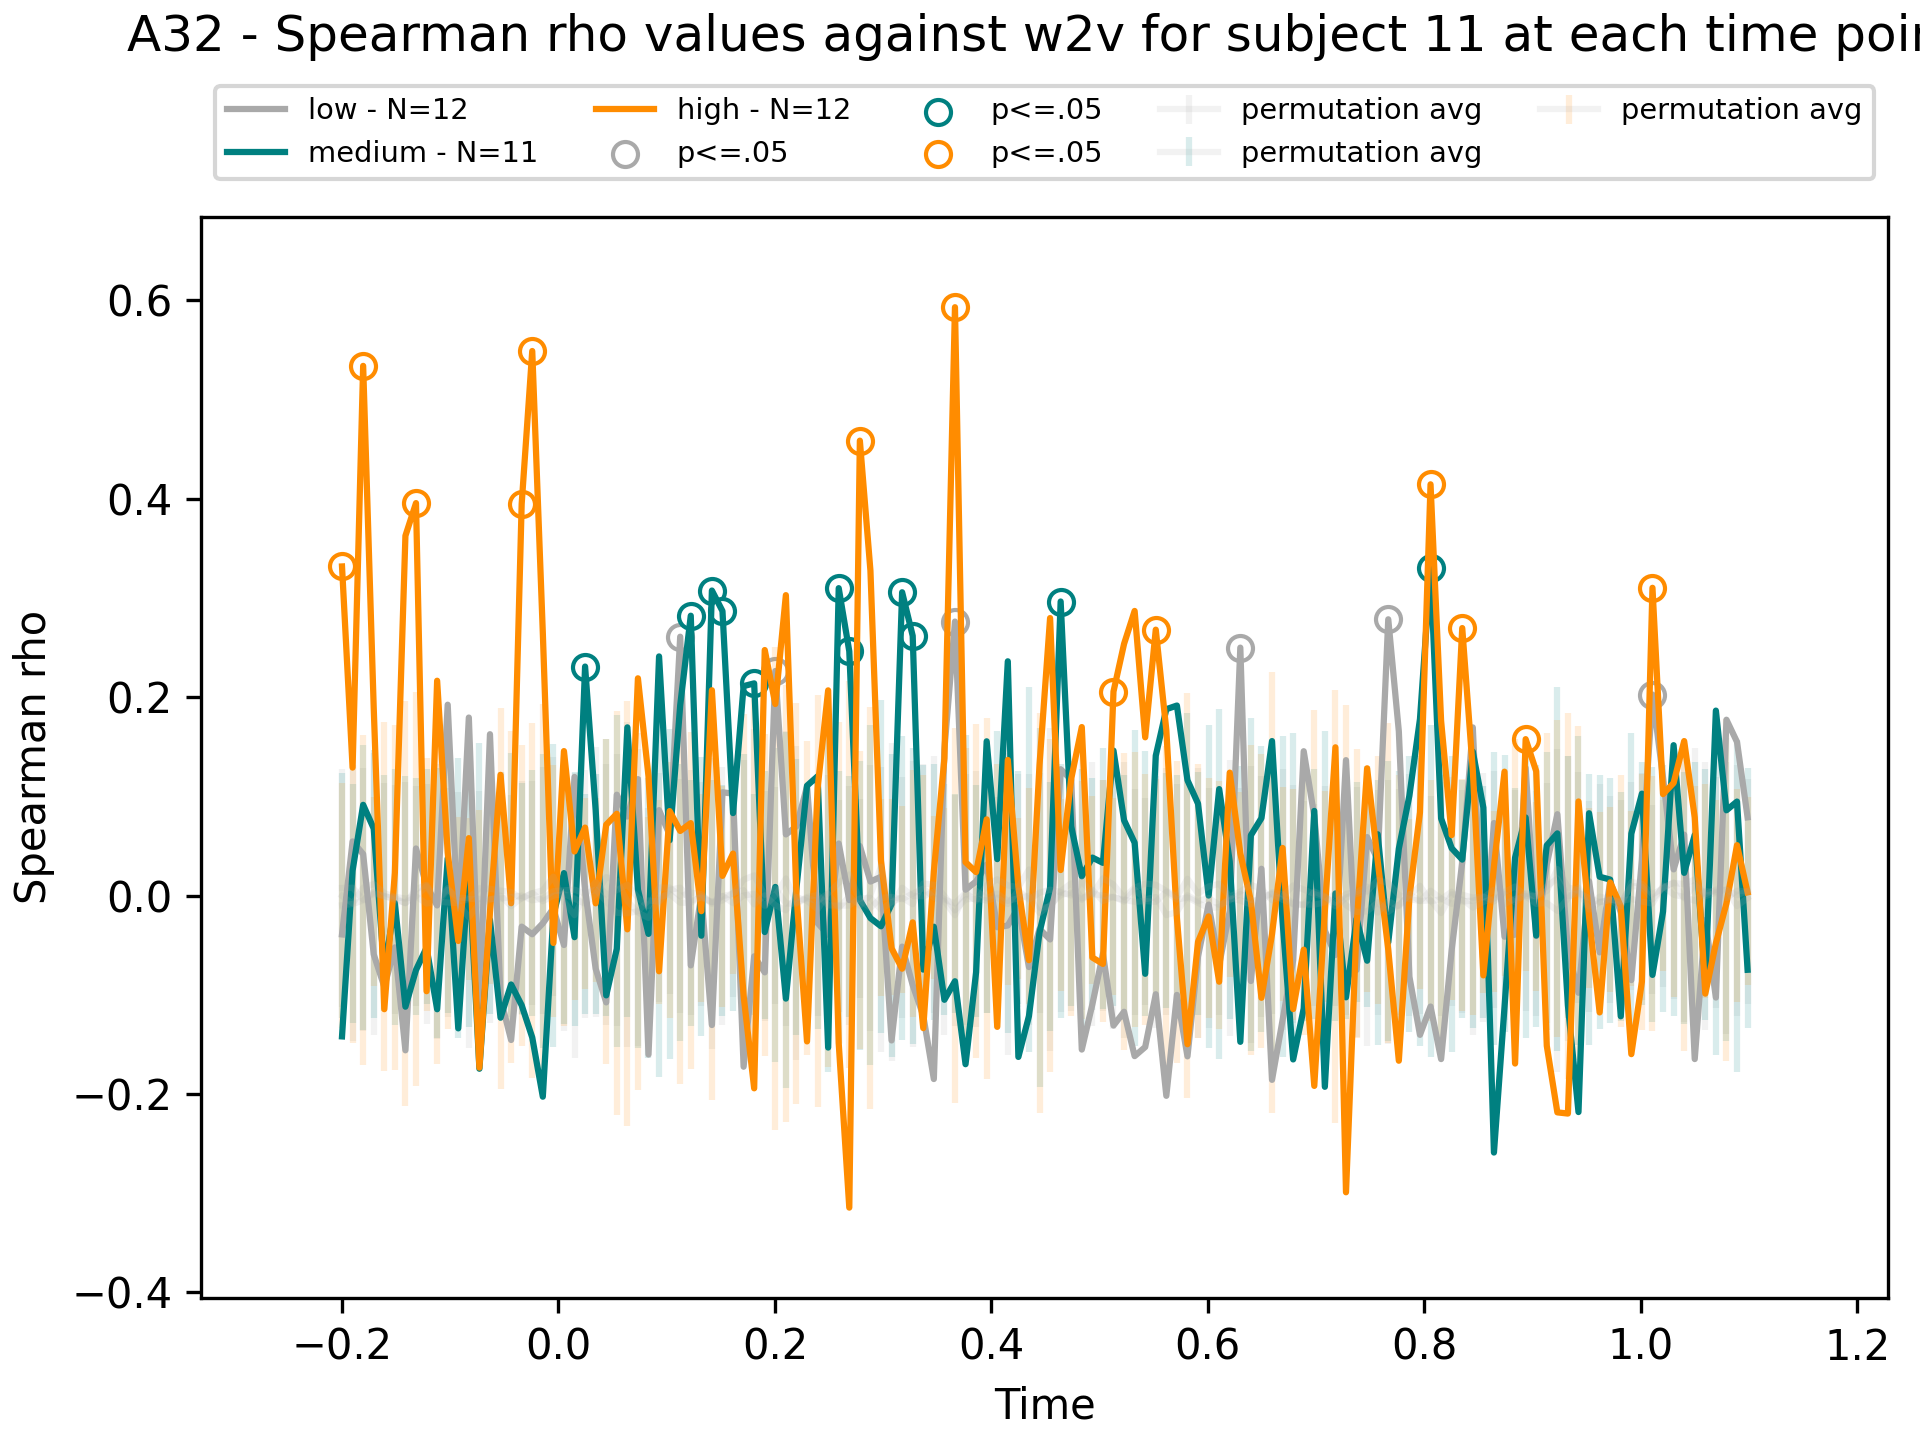 A32 - Spearman rho values against w2v for subject 11 at each time poi
low - N=12 high - N=12 p<=.05 permutation avg permutation avg
medium - N=11 p<=.05 p<=.05 permutation avg
Spearman rho
0.6
0.4
0.2
0.0
−0.2
−0.4
−0.2 0.0 0.2 0.4 0.6 0.8 1.0 1.2
Time